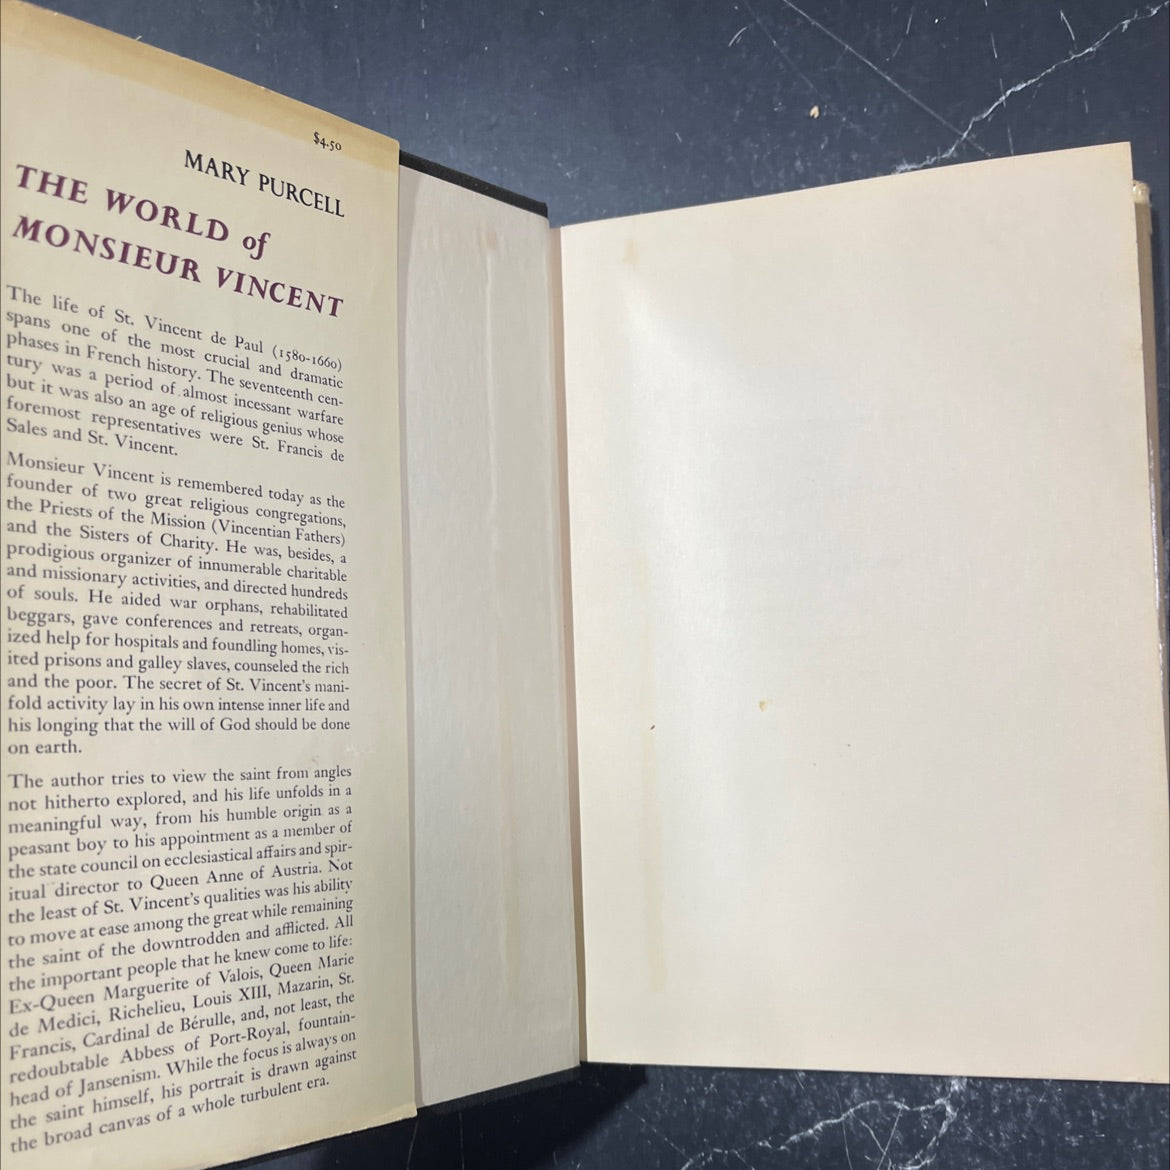 $4.50
MARY PURCELL
THE WORLD of
MONSIEUR VINCENT
The life of St. Vincent de Paul (1580-1660)
spans one of the most crucial and dramatic
phases in French history. The seventeenth cen-
tury was a period of almost incessant warfare
but it was also an age of religious genius whose
foremost representatives were St. Francis de
Sales and St. Vincent.
Monsieur Vincent is remembered today as the
founder of two great religious congregations,
the Priests of the Mission (Vincentian Fathers)
and the Sisters of Charity. He was, besides, a
prodigious organizer of innumerable charitable
and missionary activities, and directed hundreds
of souls. He aided war orphans, rehabilitated
beggars, gave conferences and retreats, organ-
ized help for hospitals and foundling homes, vis-
ited prisons and galley slaves, counseled the rich
and the poor. The secret of St. Vincent's mani-
fold activity lay in his own intense inner life and
his longing that the will of God should be done
on earth.
The author tries to view the saint from angles
not hitherto explored, and his life unfolds in a
meaningful way, from his humble origin as a
peasant boy to his appointment as a member of
the state council on ecclesiastical affairs and spir-
itual director to Queen Anne of Austria. Not
the least of St. Vincent's qualities was his ability
to move at ease among the great while remaining
the saint of the downtrodden and afflicted. All
the important people that he knew come to life:
Ex-Queen Marguerite of Valois, Queen Marie
de Medici, Richelieu, Louis XIII, Mazarin, St.
Francis, Cardinal de Bérulle, and, not least, the
redoubtable Abbess of Port-Royal, fountain-
head of Jansenism. While the focus is always on
the saint himself, his portrait is drawn against
the broad canvas of a whole turbulent era.